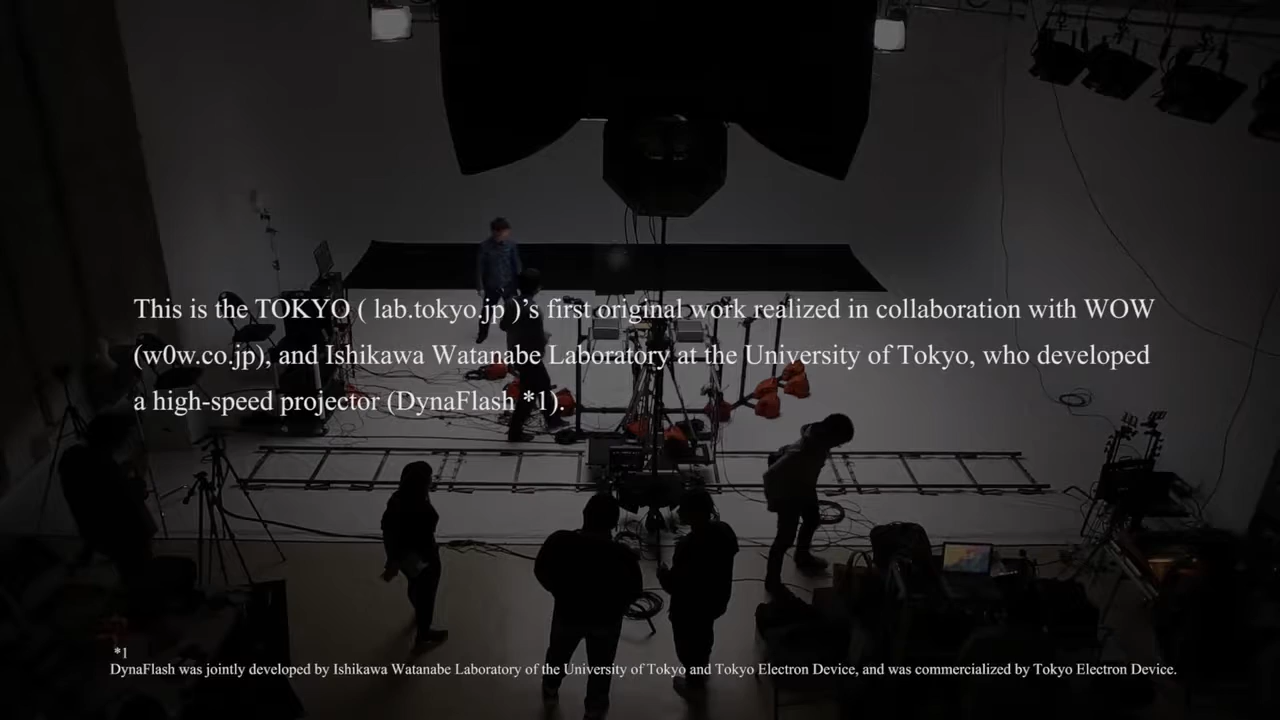 This is the TOKYO ( lab.tokyo.jp )’s first original work realized in collaboration with WOW
(w0w.co.jp), and Ishikawa Watanabe Laboratory at the University of Tokyo, who developed
a high-speed projector (DynaFlash *1).
*1
DynaFlash was jointly developed by Ishikawa Watanabe Laboratory of the University of Tokyo and Tokyo Electron Device, and was commercialized by Tokyo Electron Device.